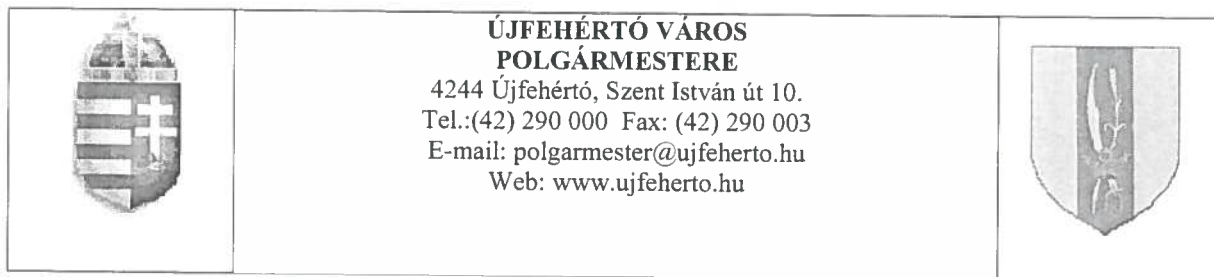 ÚJFEHÉRTÓ VÁROS
POLGÁRMESTERE
4244 Újfehértó, Szent István út 10.
Tel.:(42) 290 000 Fax: (42) 290 003
E-mail: polgarmester@ujfeherto.hu
Web: www.ujfeherto.hu